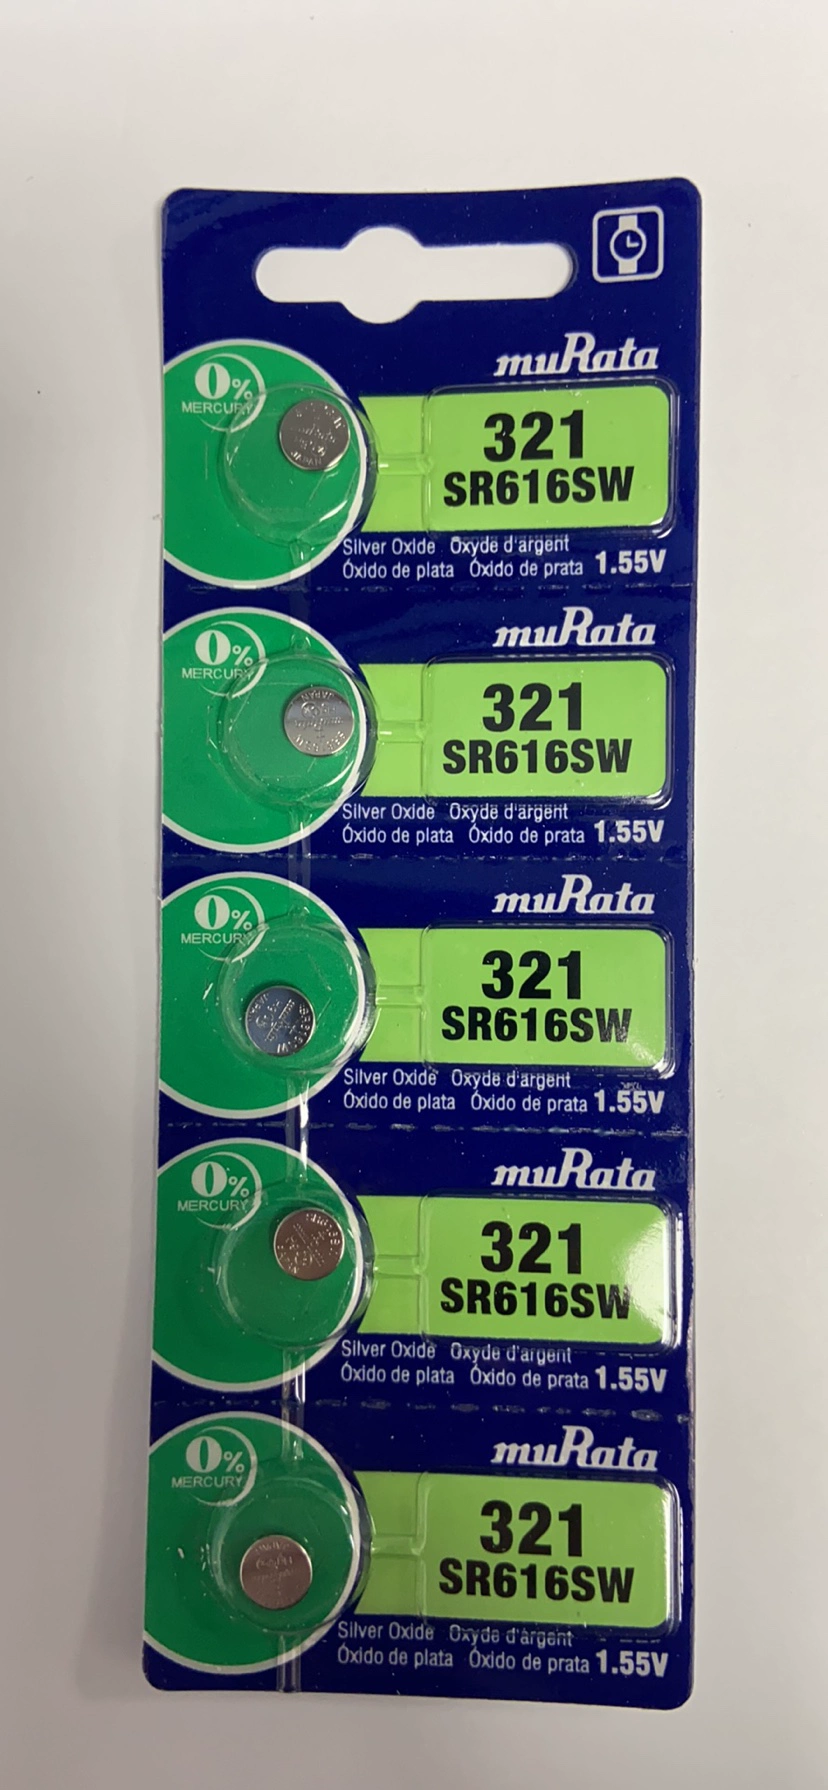 muRata
0%
MERCURY
321
SR616SW
Silver Oxide Oxyde d'argent
Óxido de plata Óxido de prata 1.55V
muRata
0%
MERCURY
321
SR616SW
Silver Oxide Oxyde d'argent
Óxido de plata Óxido de prata 1.55V
muRata
0%
MERCURY
321
SR616SW
Silver Oxide Oxyde d'argent
Óxido de plata Óxido de prata 1.55V
muRata
0%
MERCURY
321
SR616SW
Silver Oxide Oxyde d'argent
Óxido de plata Óxido de prata 1.55V
muRata
0%
MERCURY
321
SR616SW
Silver Oxide Oxyde d'argent
Óxido de plata Óxido de prata 1.55V